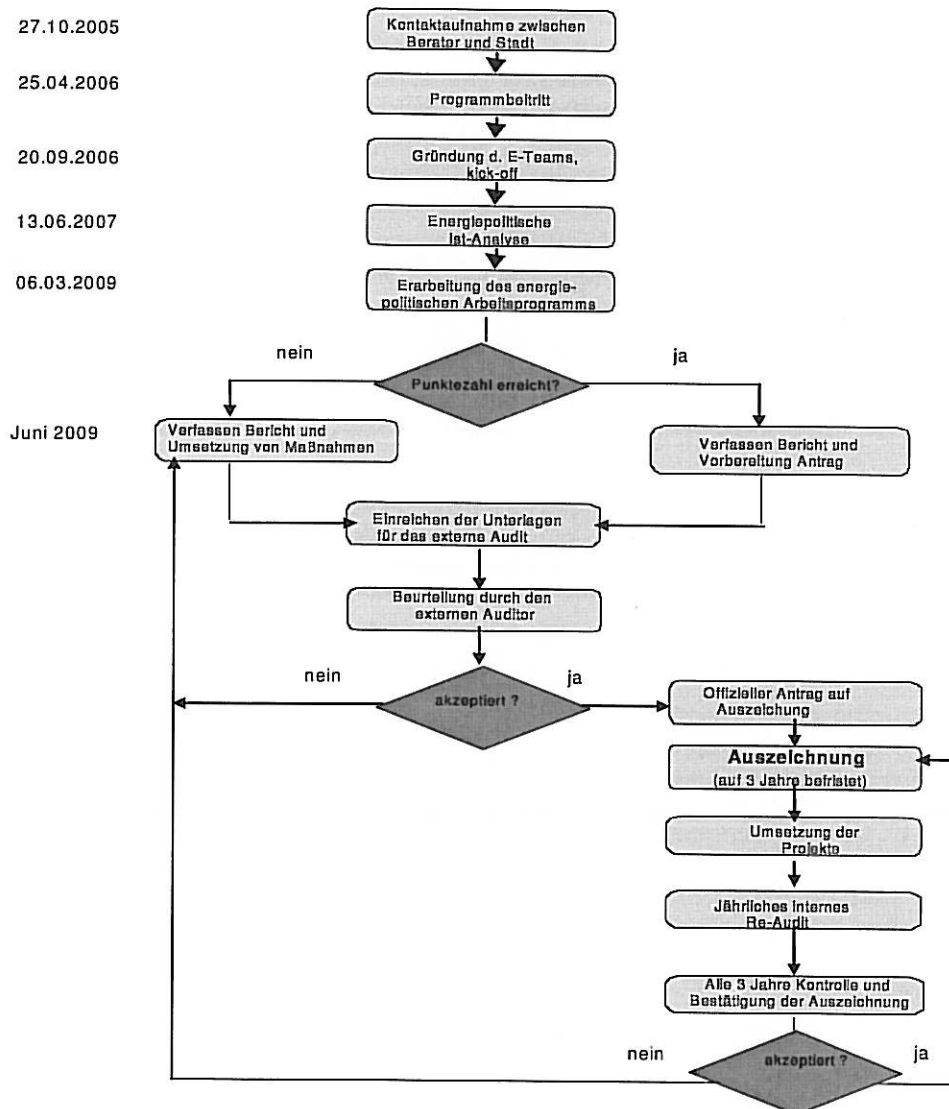 27.10.2005
Kontaktaufnahme zwischen
Berater und Stadt
25.04.2006
Programmbeitritt
20.09.2006
Gründung d. E-Teams,
kick-off
13.06.2007
Energiepolitische
Ist-Analyse
06.03.2009
Erarbeitung des energie-
politischen Arbeitsprogramms
nein
Punktezahl erreicht?
ja
Juni 2009
Verfassen Bericht und
Umsetzung von Maßnahmen
Verfassen Bericht und
Vorbereitung Antrag
Einreichen der Unterlagen
für das externe Audit
Beurteilung durch den
externen Auditor
nein
akzeptiert ?
ja
Offizieller Antrag auf
Auszeichung
Auszeichnung
(auf 3 Jahre befristet)
Umsetzung der
Projekte
Jährliches internes
Re-Audit
Alle 3 Jahre Kontrolle und
Bestätigung der Auszeichnung
nein
akzeptiert ?
ja